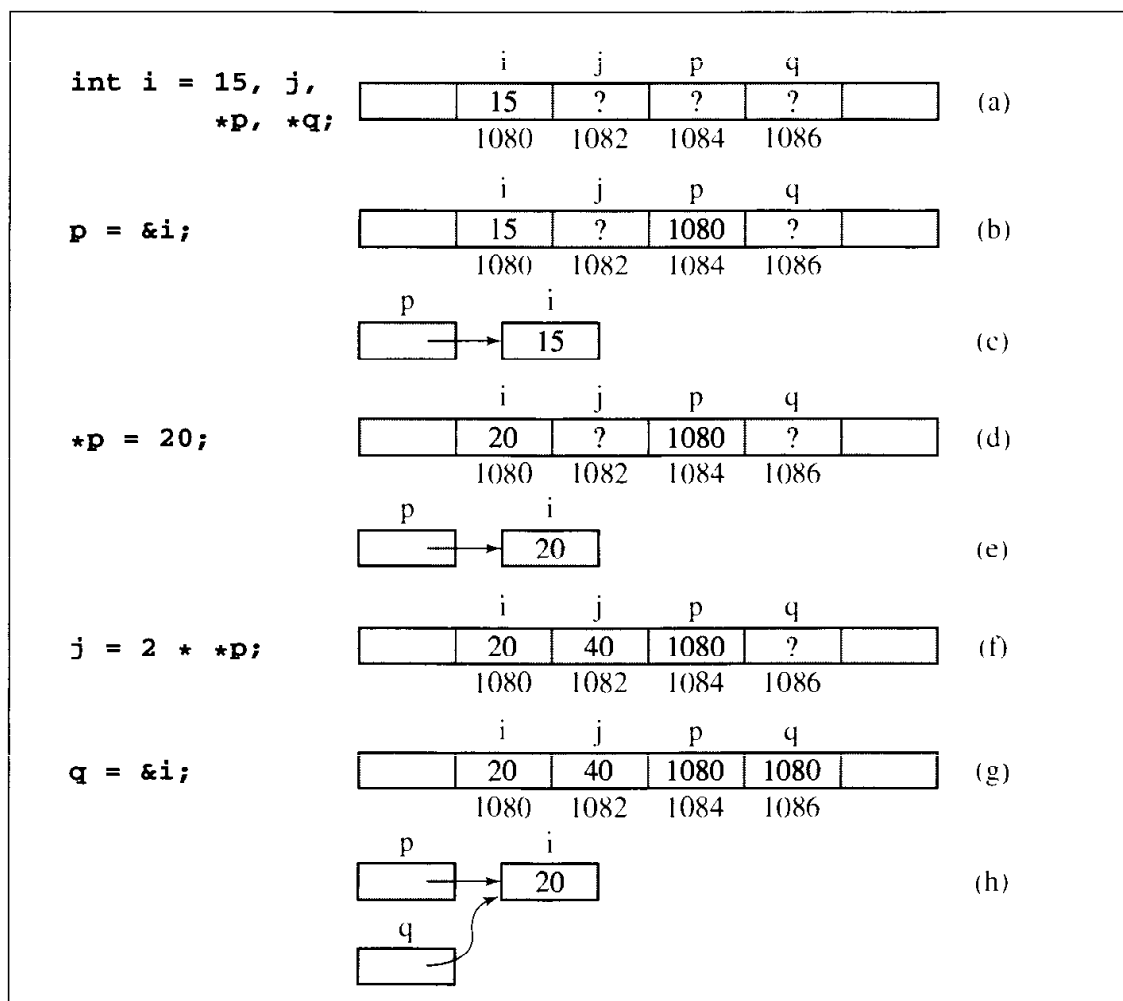 i j p q
int i = 15, j,
15 ? ? ? (a)
*p, *q;
1080 1082 1084 1086
i j p q
p = &i; 15 ? 1080 ? (b)
1080 1082 1084 1086
p i
15 (c)
i j p q
*p = 20; 20 ? 1080 ? (d)
1080 1082 1084 1086
p i
20 (e)
i j p q
j = 2 * *p; 20 40 1080 ? (f)
1080 1082 1084 1086
i j p q
q = &i; 20 40 1080 1080 (g)
1080 1082 1084 1086
p i
20 (h)
q